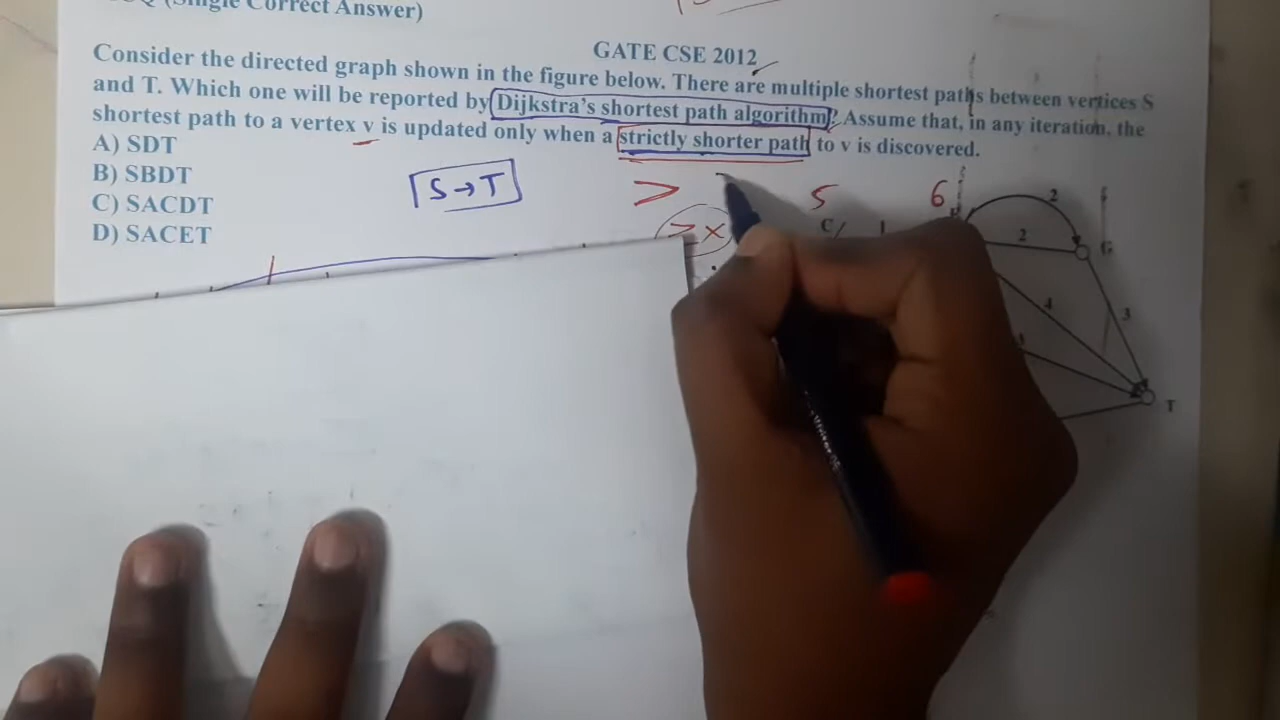 (Single Correct Answer)
GATE CSE 2012
Consider the directed graph shown in the figure below. There are multiple shortest paths between vertices S
and T. Which one will be reported by Dijkstra's shortest path algorithm? Assume that, in any iteration, the
shortest path to a vertex v is updated only when a strictly shorter path to v is discovered.
A) SDT
B) SBDT
C) SACDT
D) SACET
S → T
>
5
6
2
C
2
G
4
3
T